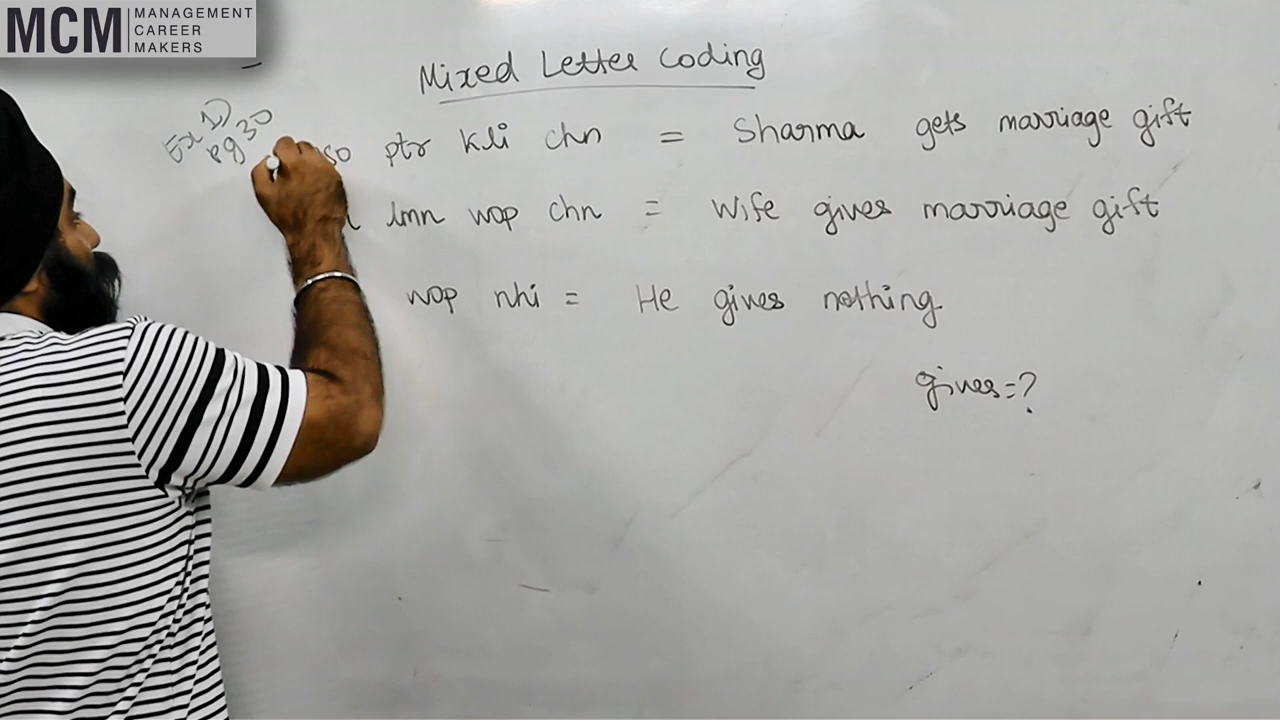 MCM MANAGEMENT
CAREER
MAKERS
Mixed Letter Coding
Ex 1)
pg 30
ptr kli chn = Sharma gets marriage gift
lmn wop chn = Wife gives marriage gift
wop nhi = He gives nothing
gives=?